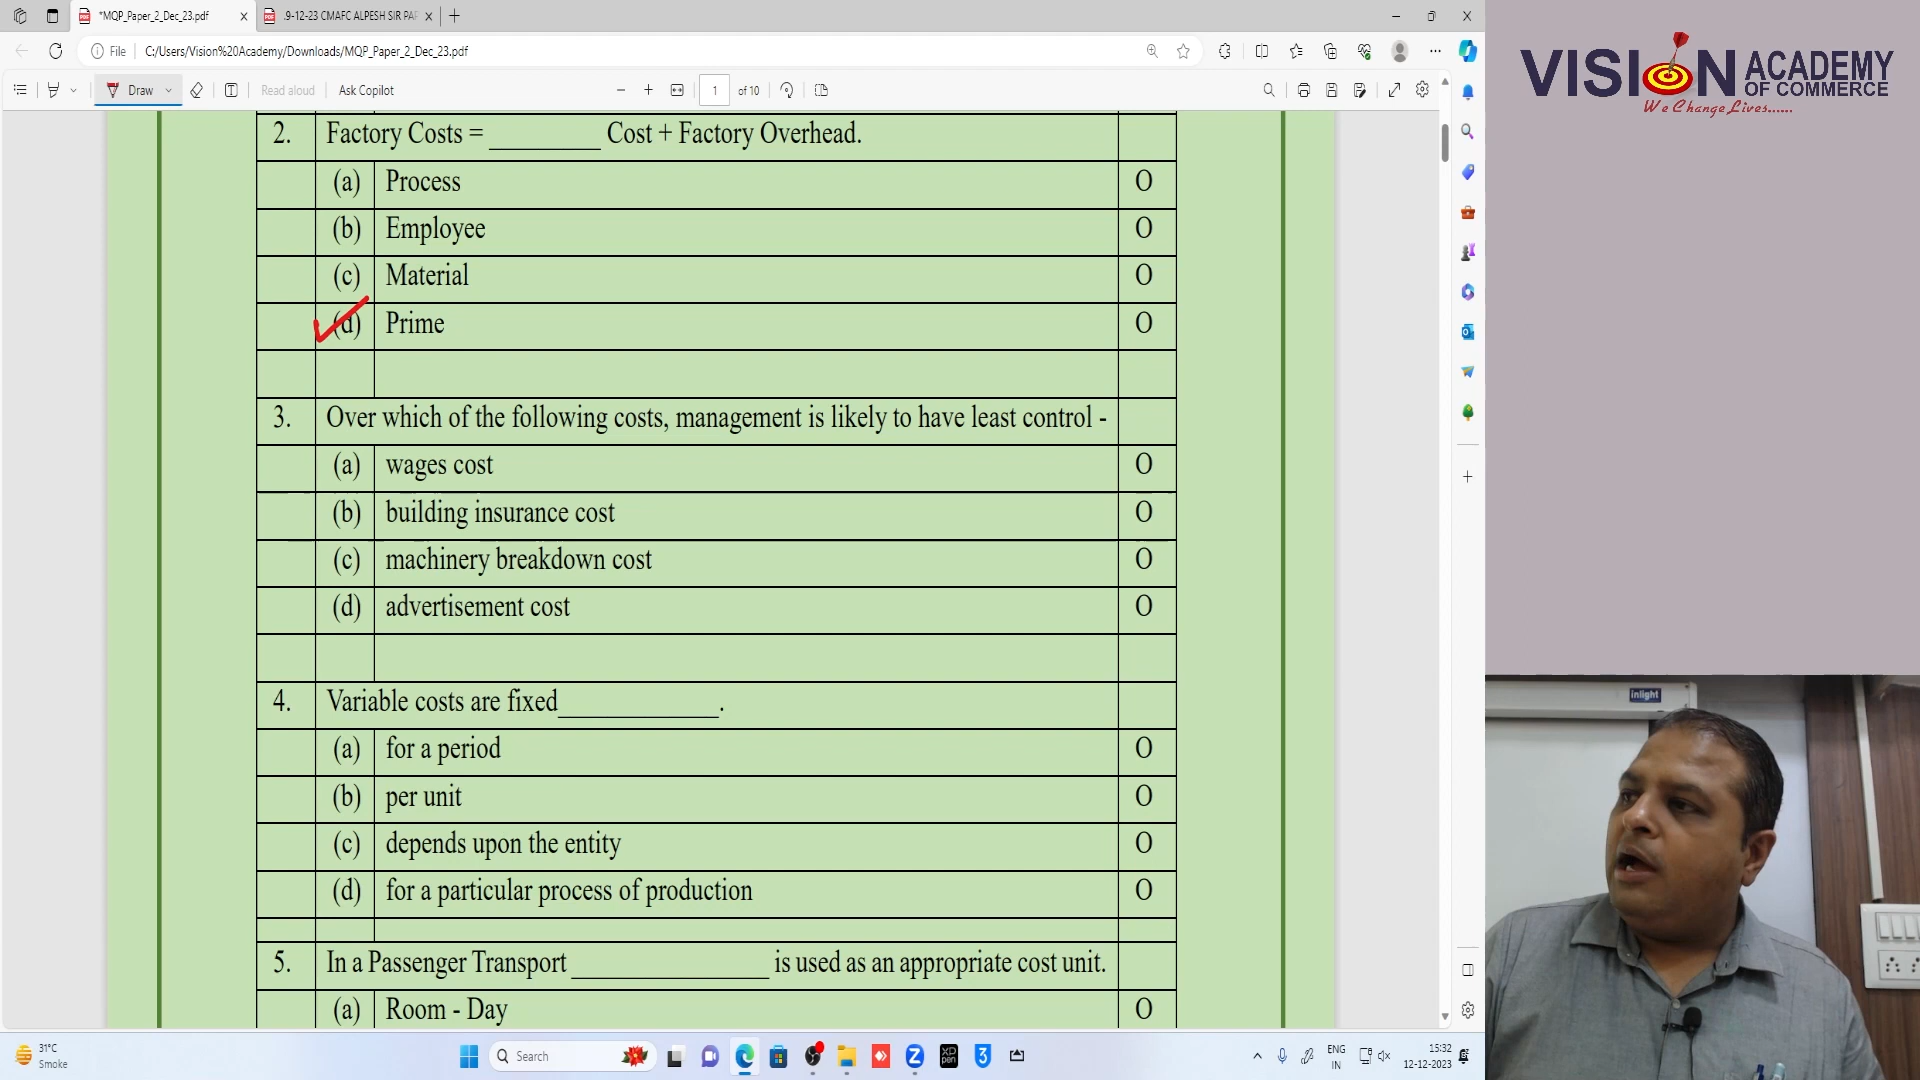 *MQP_Paper_2_Dec_23.pdf
.9-12-23 CMAFC ALPESH SIR PAP
File C:/Users/Vision%20Academy/Downloads/MQP_Paper_2_Dec_23.pdf
Draw
Read aloud
Ask Copilot
1 of 10
2. Factory Costs = ________ Cost + Factory Overhead.
(a) Process O
(b) Employee O
(c) Material O
(d) Prime O
3. Over which of the following costs, management is likely to have least control -
(a) wages cost O
(b) building insurance cost O
(c) machinery breakdown cost O
(d) advertisement cost O
4. Variable costs are fixed____________.
(a) for a period O
(b) per unit O
(c) depends upon the entity O
(d) for a particular process of production O
5. In a Passenger Transport ______________ is used as an appropriate cost unit.
(a) Room - Day O
VISION ACADEMY
OF COMMERCE
We Change Lives......
inlight
31°C
Smoke
Search
ENG
IN
15:32
12-12-2023